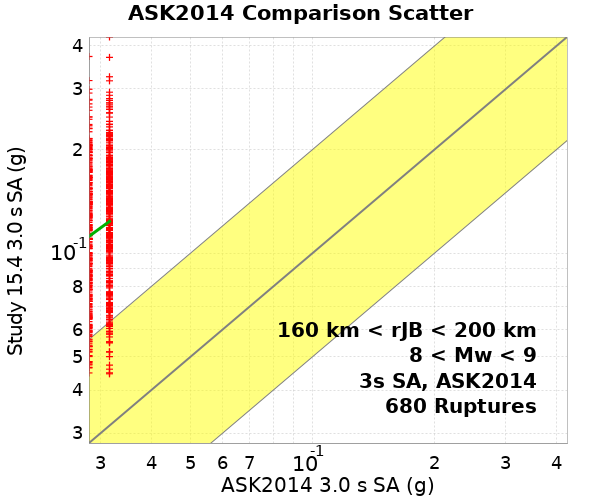 ASK2014 Comparison Scatter
4
3
2
10-1
8
6
5
4
3
Study 15.4 3.0 s SA (g)
160 km < rJB < 200 km
8 < Mw < 9
3s SA, ASK2014
680 Ruptures
3 4 5 6 7 10-1 2 3 4
ASK2014 3.0 s SA (g)